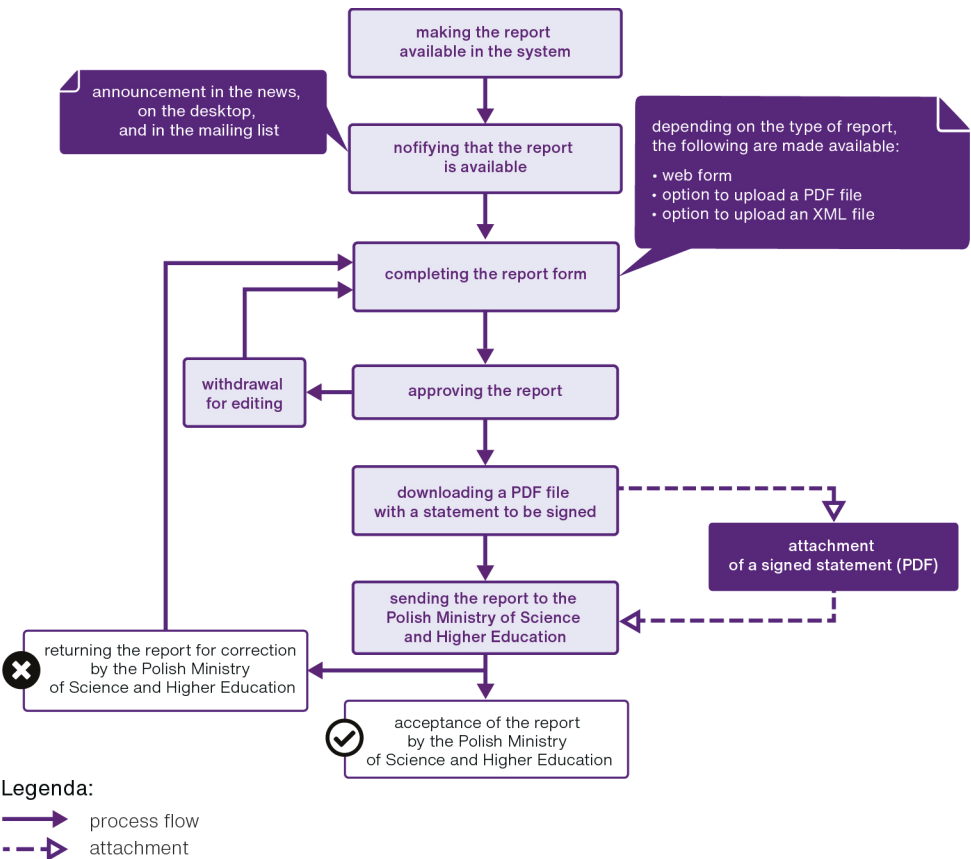 making the report
available in the system
announcement in the news,
on the desktop,
and in the mailing list
nofifying that the report
is available
depending on the type of report,
the following are made available:
• web form
• option to upload a PDF file
• option to upload an XML file
completing the report form
withdrawal
for editing
approving the report
downloading a PDF file
with a statement to be signed
attachment
of a signed statement (PDF)
sending the report to the
Polish Ministry of Science
and Higher Education
returning the report for correction
by the Polish Ministry
of Science and Higher Education
acceptance of the report
by the Polish Ministry
of Science and Higher Education
Legenda:
process flow
attachment